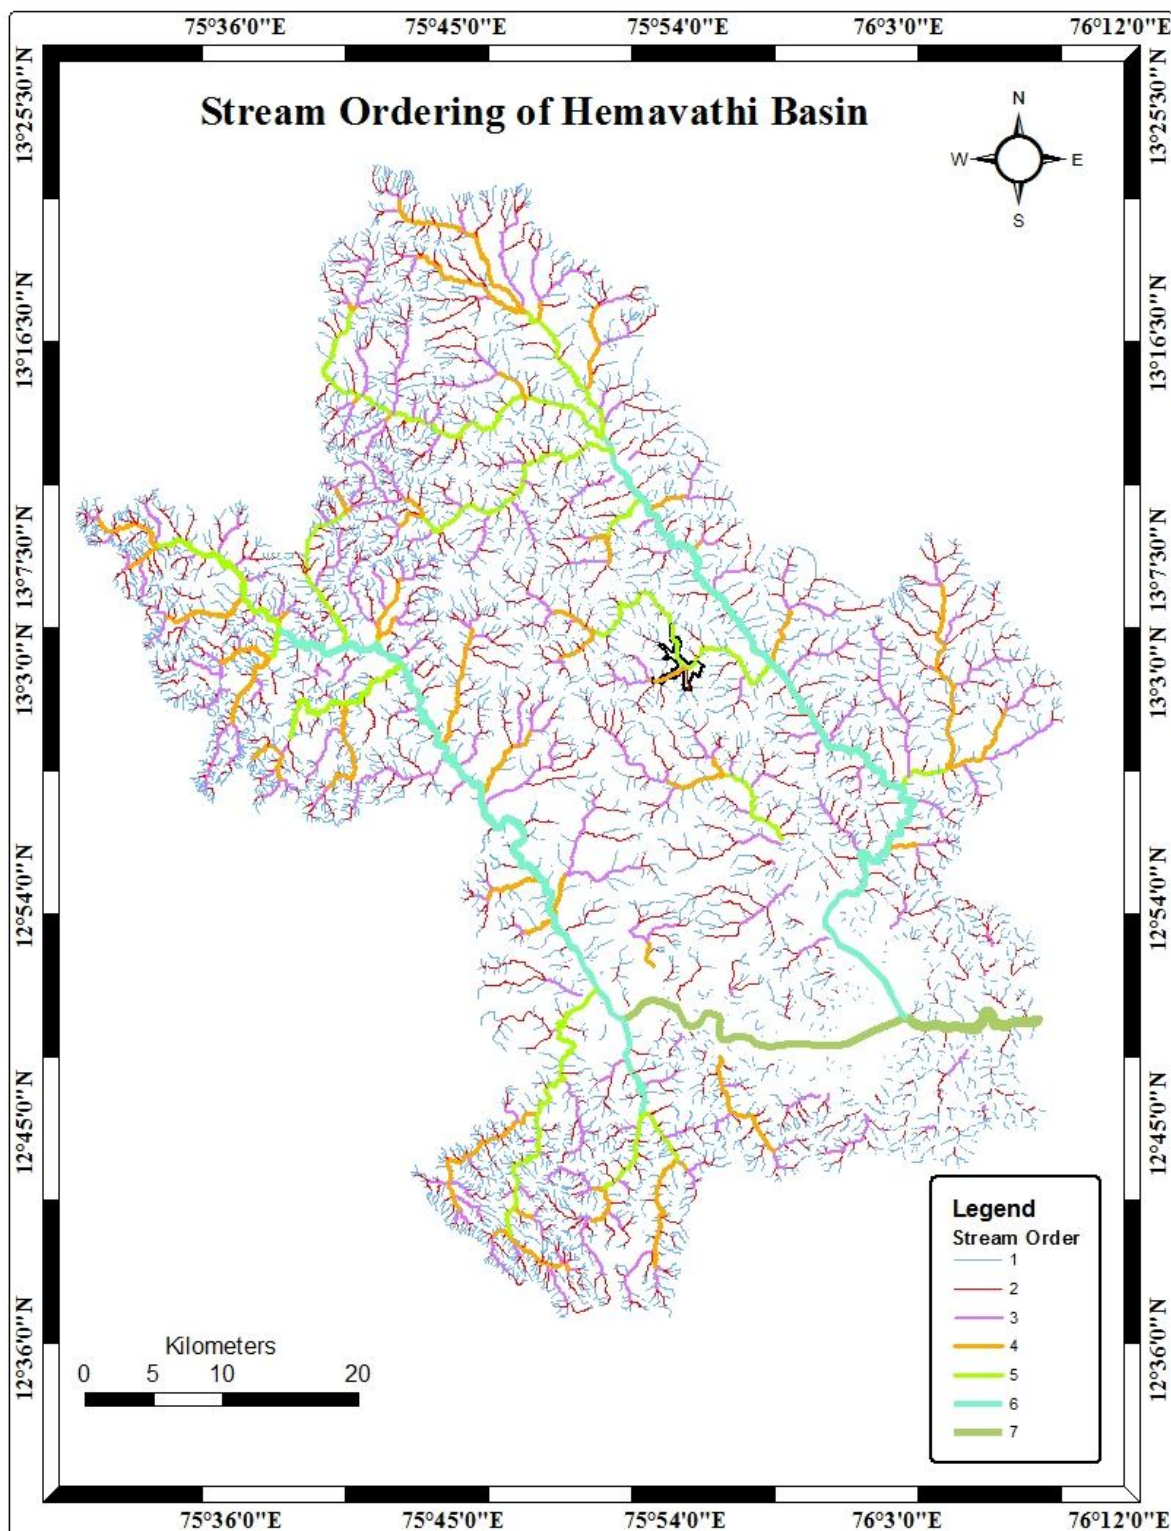 75°36'0"E 75°45'0"E 75°54'0"E 76°3'0"E 76°12'0"E
Stream Ordering of Hemavathi Basin
N
W E
S
13°25'30"N 13°25'30"N
13°16'30"N 13°16'30"N
13°7'30"N 13°7'30"N
13°3'0"N 13°3'0"N
12°54'0"N 12°54'0"N
12°45'0"N 12°45'0"N
12°36'0"N 12°36'0"N
Legend
Stream Order
1
2
3
4
5
6
7
Kilometers
0 5 10 20
75°36'0"E 75°45'0"E 75°54'0"E 76°3'0"E 76°12'0"E